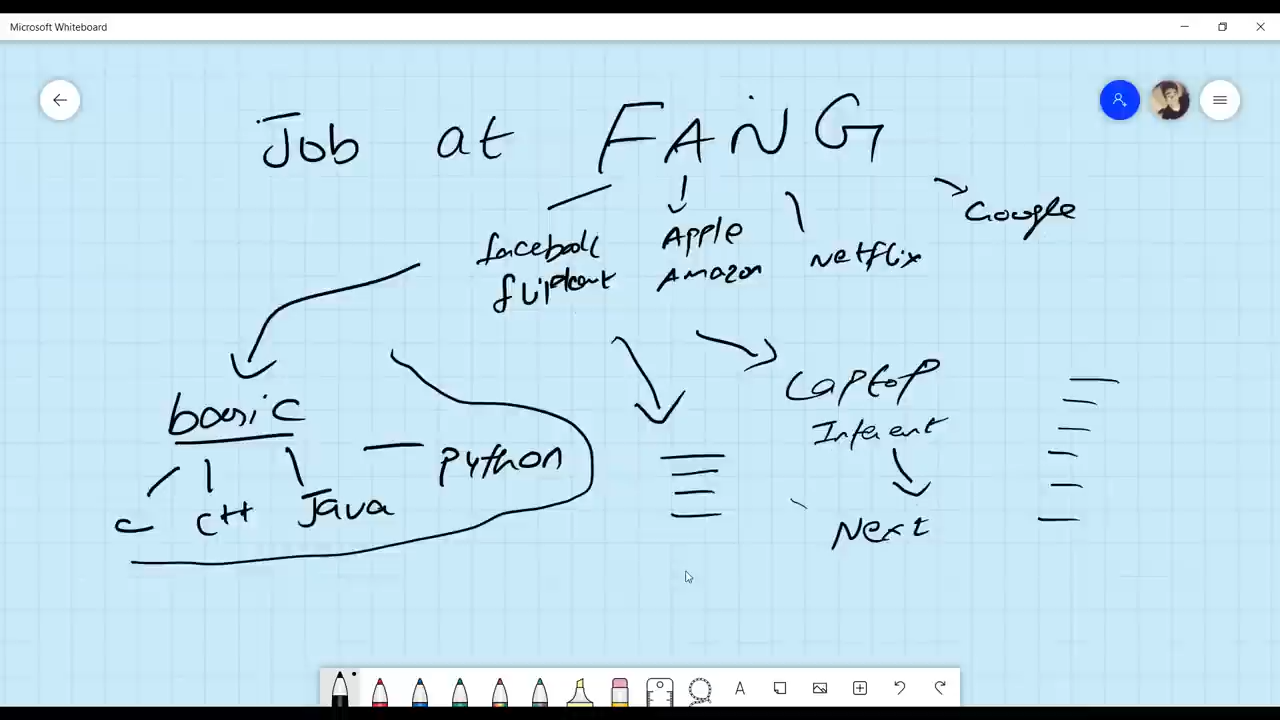 Microsoft Whiteboard
Job at FANG
Google
facebook Apple
Netflix
flipkart Amazon
Laptop
basic
Internet
Python
C C++ Java
Next
A